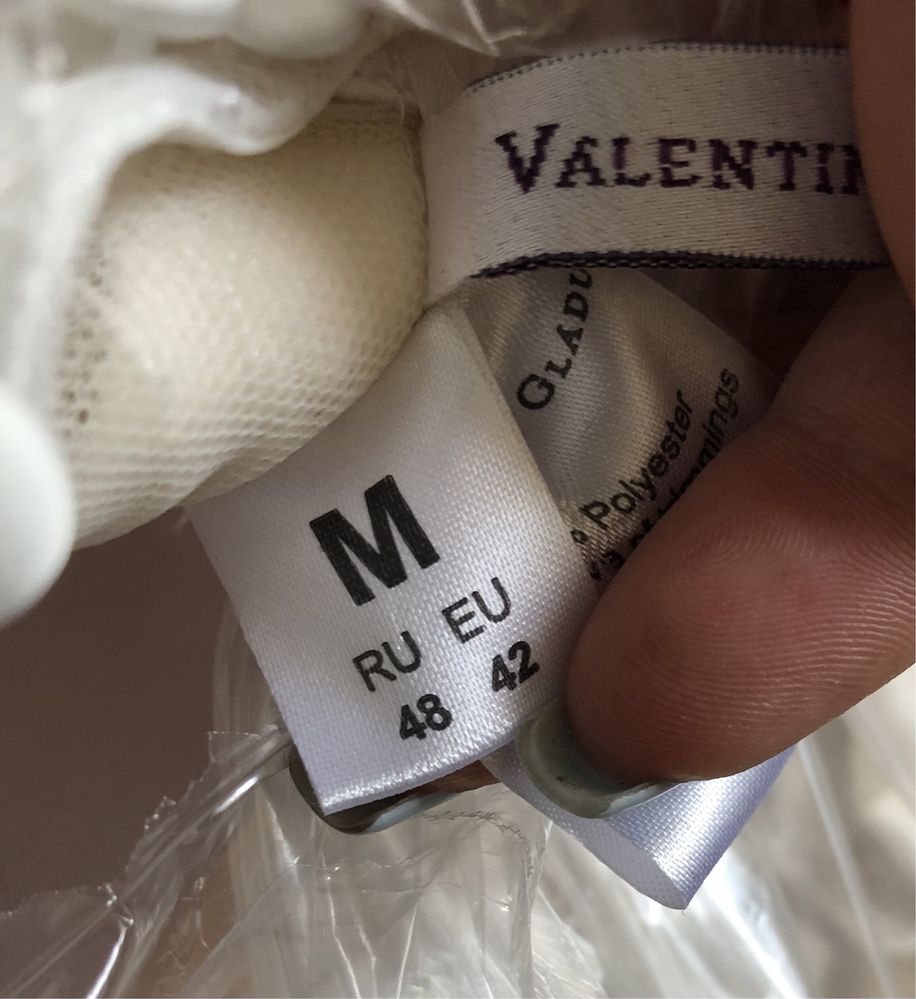 VALENTIN
GLADU
M
RU EU
48 42
Polyester